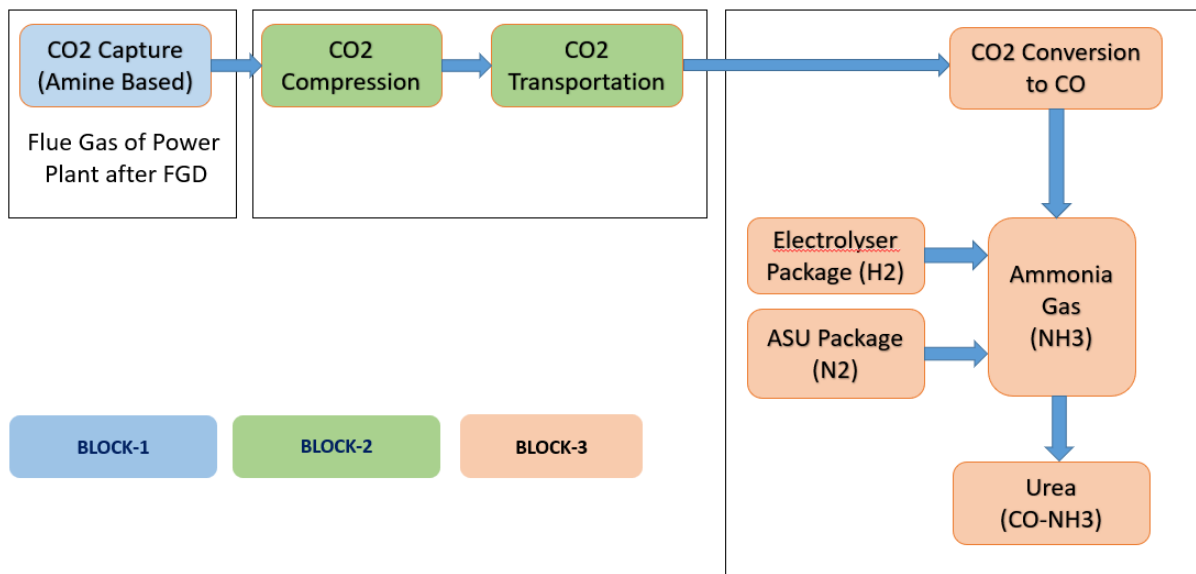 CO2 Capture
(Amine Based)
Flue Gas of Power
Plant after FGD
CO2
Compression
CO2
Transportation
CO2 Conversion
to CO
Electrolyser
Package (H2)
ASU Package
(N2)
Ammonia
Gas
(NH3)
Urea
(CO-NH3)
BLOCK-1
BLOCK-2
BLOCK-3